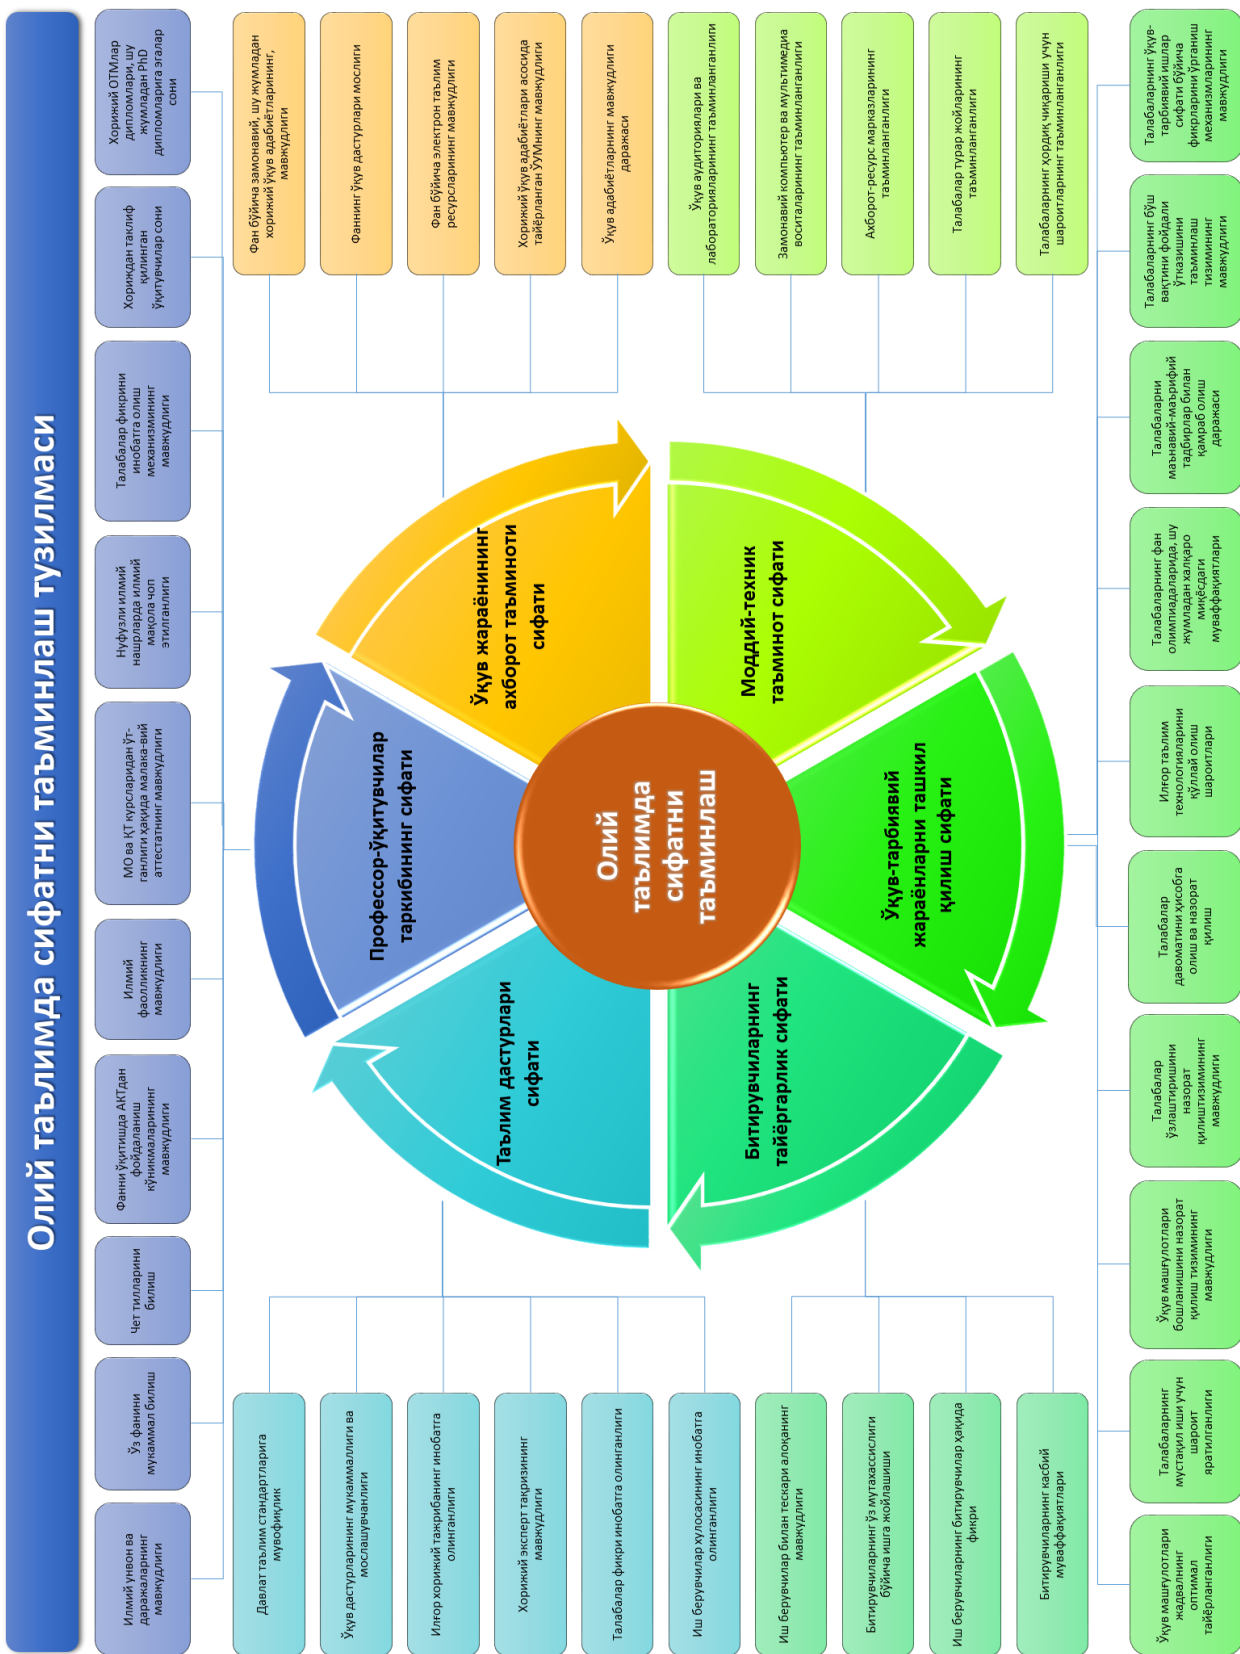 Олий таълимда сифатни таъминлаш тузилмаси
Илмий унвон ва
даражаларнинг
мавжудлиги
Ўз фанини
мукаммал билиш
Чет тилларини
билиш
Фанни ўқитишда АКТдан
фойдаланиш
кўникмаларининг
мавжудлиги
Илмий
фаолликнинг
мавжудлиги
МО ва ҚТ курсларидан ўт-
ганлиги ҳақида малака-вий
аттестатнинг мавжудлиги
Нуфузли илмий
нашрларда илмий
мақола чоп
этилганлиги
Талабалар фикрини
инобатга олиш
механизмининг
мавжудлиги
Хориждан таклиф
қилинган
ўқитувчилар сони
Хорижий ОТМлар
дипломлари, шу
жумладан PhD
дипломларига эгалар
сони
Давлат таълим стандартларига
мувофиқлик
Ўқув дастурларининг мукаммаллиги ва
мослашувчанлиги
Илғор хорижий тажрибанинг инобатга
олинганлиги
Хорижий эксперт тақризининг
мавжудлиги
Талабалар фикри инобатга олинганлиги
Иш берувчилар хулосасининг инобатга
олинганлиги
Иш берувчилар билан тескари алоқанинг
мавжудлиги
Битирувчиларнинг ўз мутахассислиги
бўйича ишга жойлашиши
Иш берувчиларнинг битирувчилар ҳақида
фикри
Битирувчиларнинг касбий
муваффақиятлари
Профессор-ўқитувчилар
таркибининг сифати
Таълим дастурлари
сифати
Ўқув жараёнининг
ахборот таъминоти
сифати
Олий
таълимда
сифатни
таъминлаш
Битирувчиларнинг
тайёргарлик сифати
Моддий-техник
таъминот сифати
Ўқув-тарбиявий
жараёнларни ташкил
қилиш сифати
Фан бўйича замонавий, шу жумладан
хорижий ўқув адабиётларининг,
мавжудлиги
Фаннинг ўқув дастурлари мослиги
Фан бўйича электрон таълим
ресурсларининг мавжудлиги
Хорижий ўқув адабиётлари асосида
тайёрланган УУМнинг мавжудлиги
Ўқув адабиётларнинг мавжудлиги
даражаси
Ўқув аудиториялари ва
лабораторияларининг таъминланганлиги
Замонавий компьютер ва мультимедиа
воситаларининг таъминланганлиги
Ахборот-ресурс марказларининг
таъминланганлиги
Талабалар турар жойларининг
таъминланганлиги
Талабаларнинг ҳордиқ чиқариши учун
шароитларнинг таъминланганлиги
Ўқув машғулотлари
жадвалнинг
оптимал
тайёрланганлиги
Талабаларнинг
мустақил иши учун
шароит
яратилганлиги
Ўқув машғулотлари
бошланишини назорат
қилиш тизимининг
мавжудлиги
Талабалар
ўзлаштиришини
назорат
қилиштизимининг
мавжудлиги
Талабалар
давоматини ҳисобга
олиш ва назорат
қилиш
Илғор таълим
технологияларини
қўллай олиш
шароитлари
Талабаларнинг фан
олимпиадаларида, шу
жумладан халқаро
миқёсдаги
муваффақиятлари
Талабаларни
маънавий-маърифий
тадбирлар билан
қамраб олиш
даражаси
Талабаларнинг бўш
вақтини фойдали
ўтказишини
таъминлаш
тизимининг
мавжудлиги
Талабаларнинг ўқув-
тарбиявий ишлар
сифати бўйича
фикрларини ўрганиш
механизмларининг
мавжудлиги